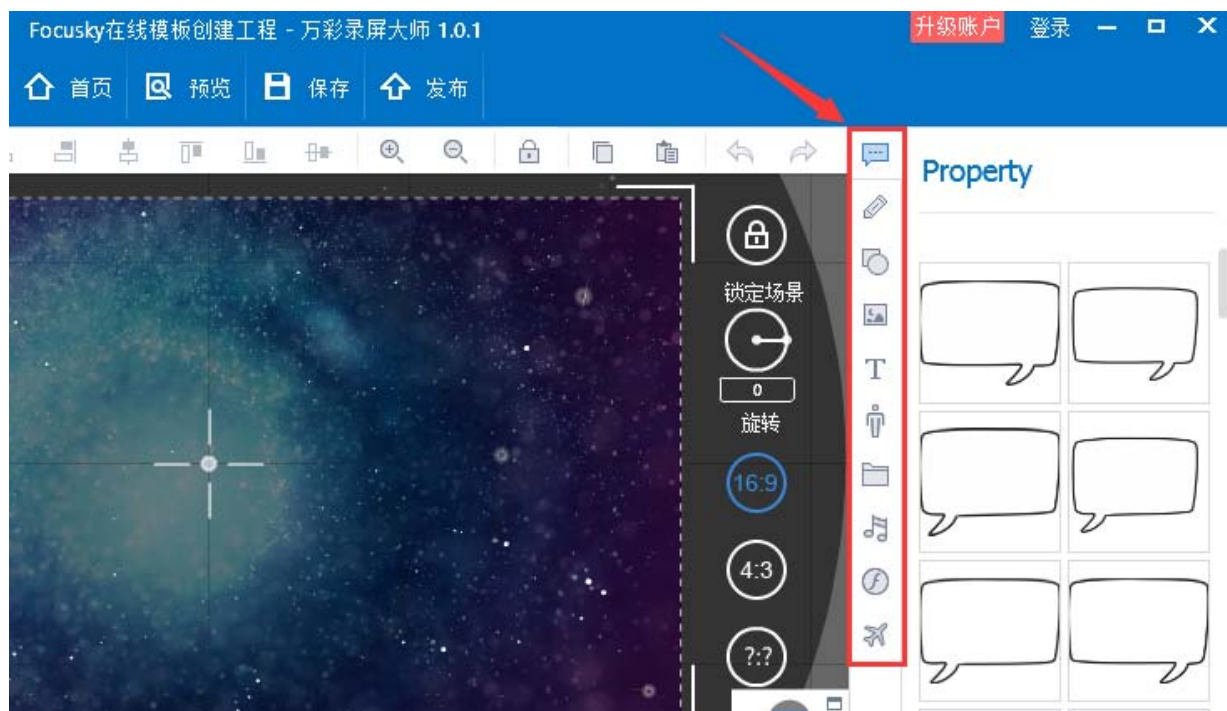 Focusky在线模板创建工程 - 万彩录屏大师 1.0.1
升级账户 登录
首页 预览 保存 发布
Property
锁定场景
0
旋转
16:9
T
4:3
?:?